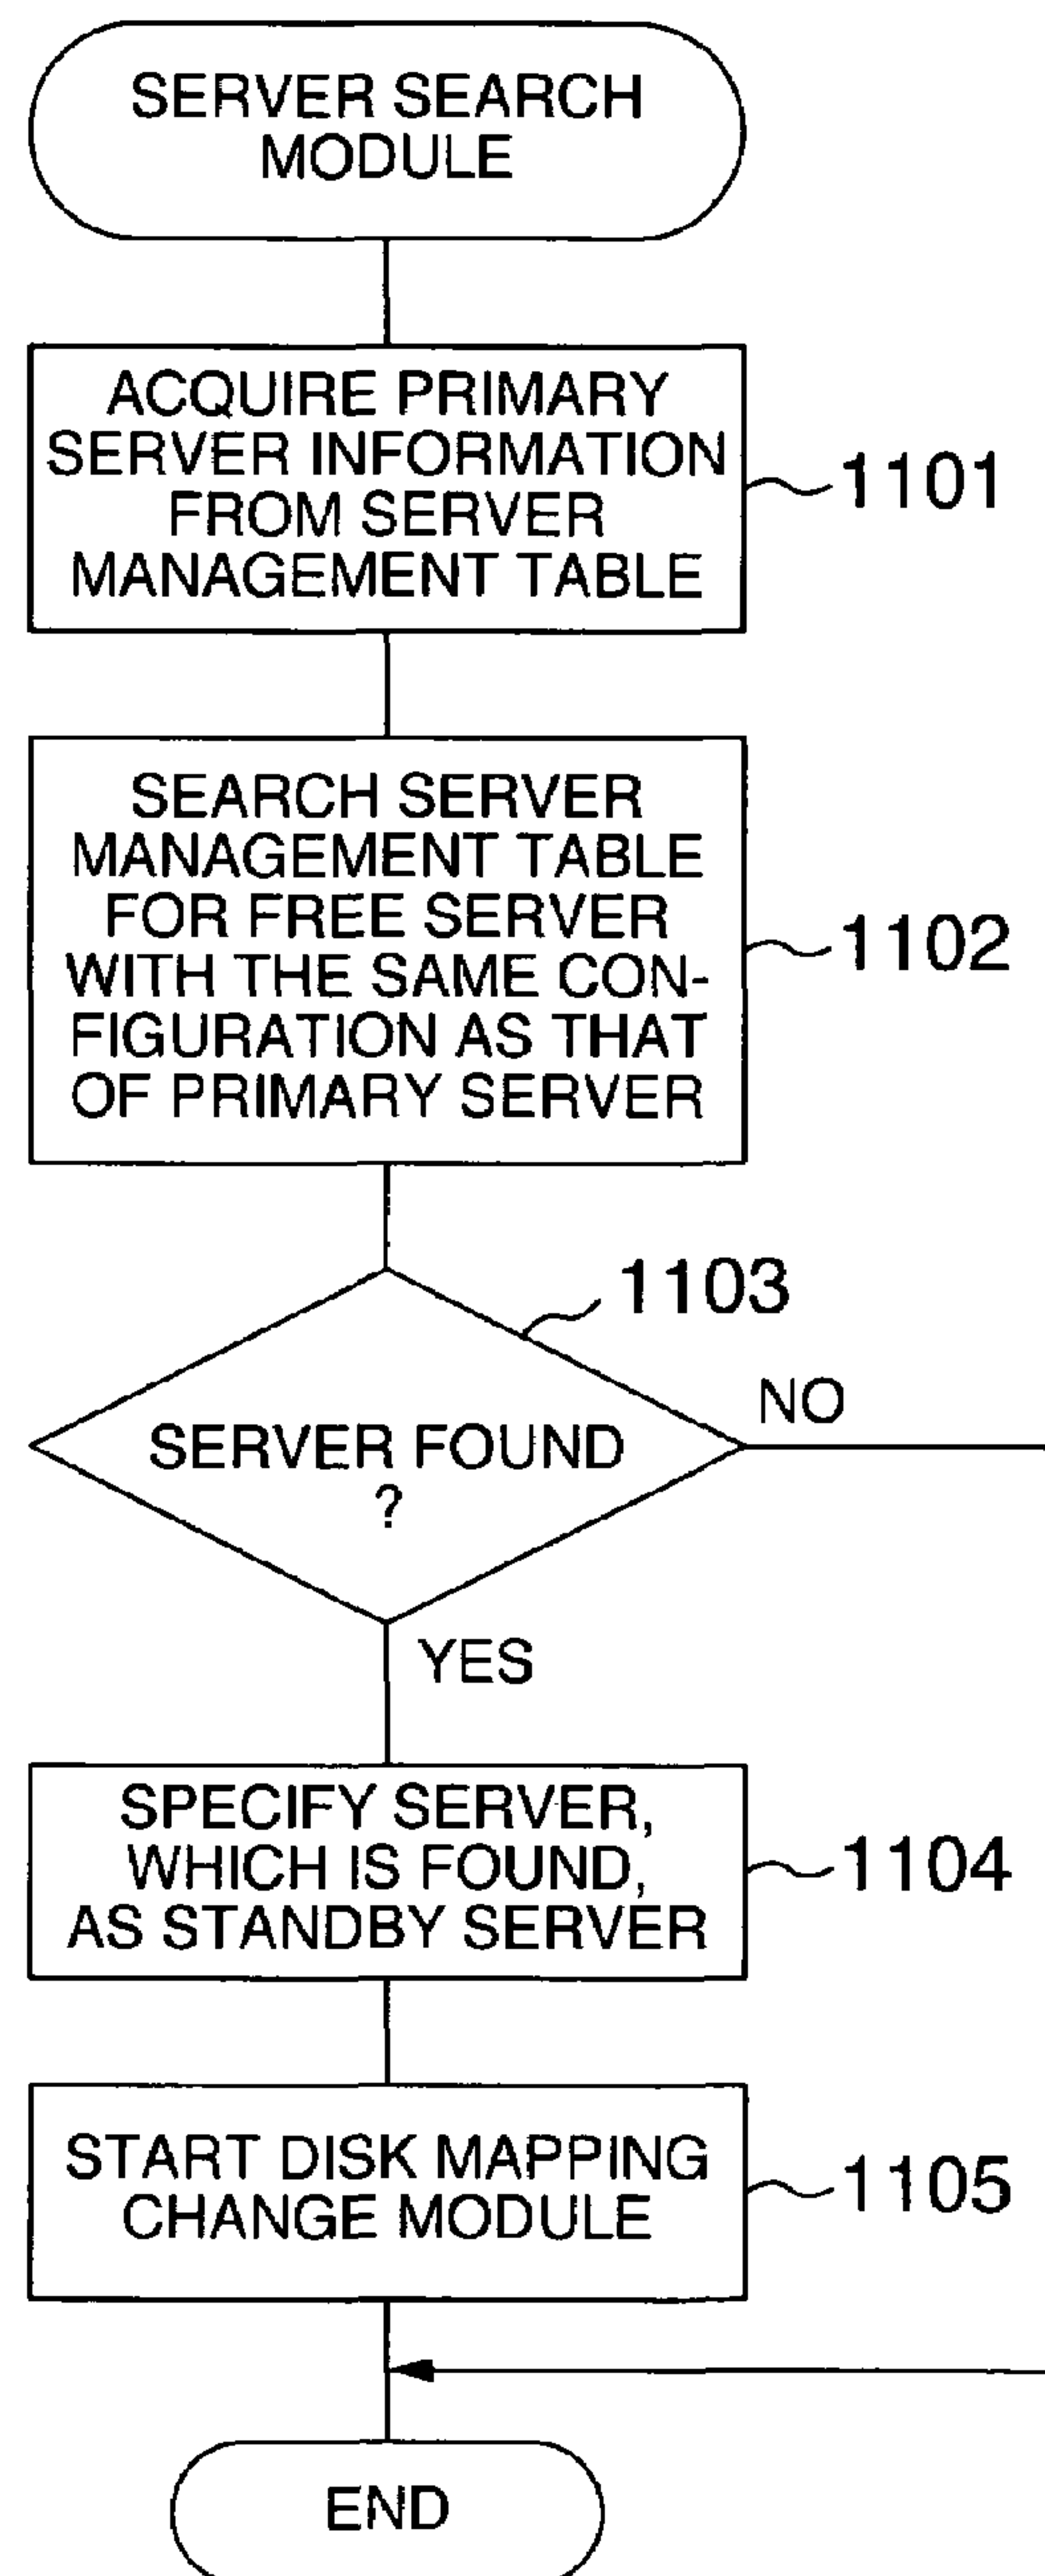 SERVER SEARCH
MODULE
ACQUIRE PRIMARY
SERVER INFORMATION
FROM SERVER
MANAGEMENT TABLE
1101
SEARCH SERVER
MANAGEMENT TABLE
FOR FREE SERVER
WITH THE SAME CON-
FIGURATION AS THAT
OF PRIMARY SERVER
1102
1103
SERVER FOUND
?
NO
YES
SPECIFY SERVER,
WHICH IS FOUND,
AS STANDBY SERVER
1104
START DISK MAPPING
CHANGE MODULE
1105
END